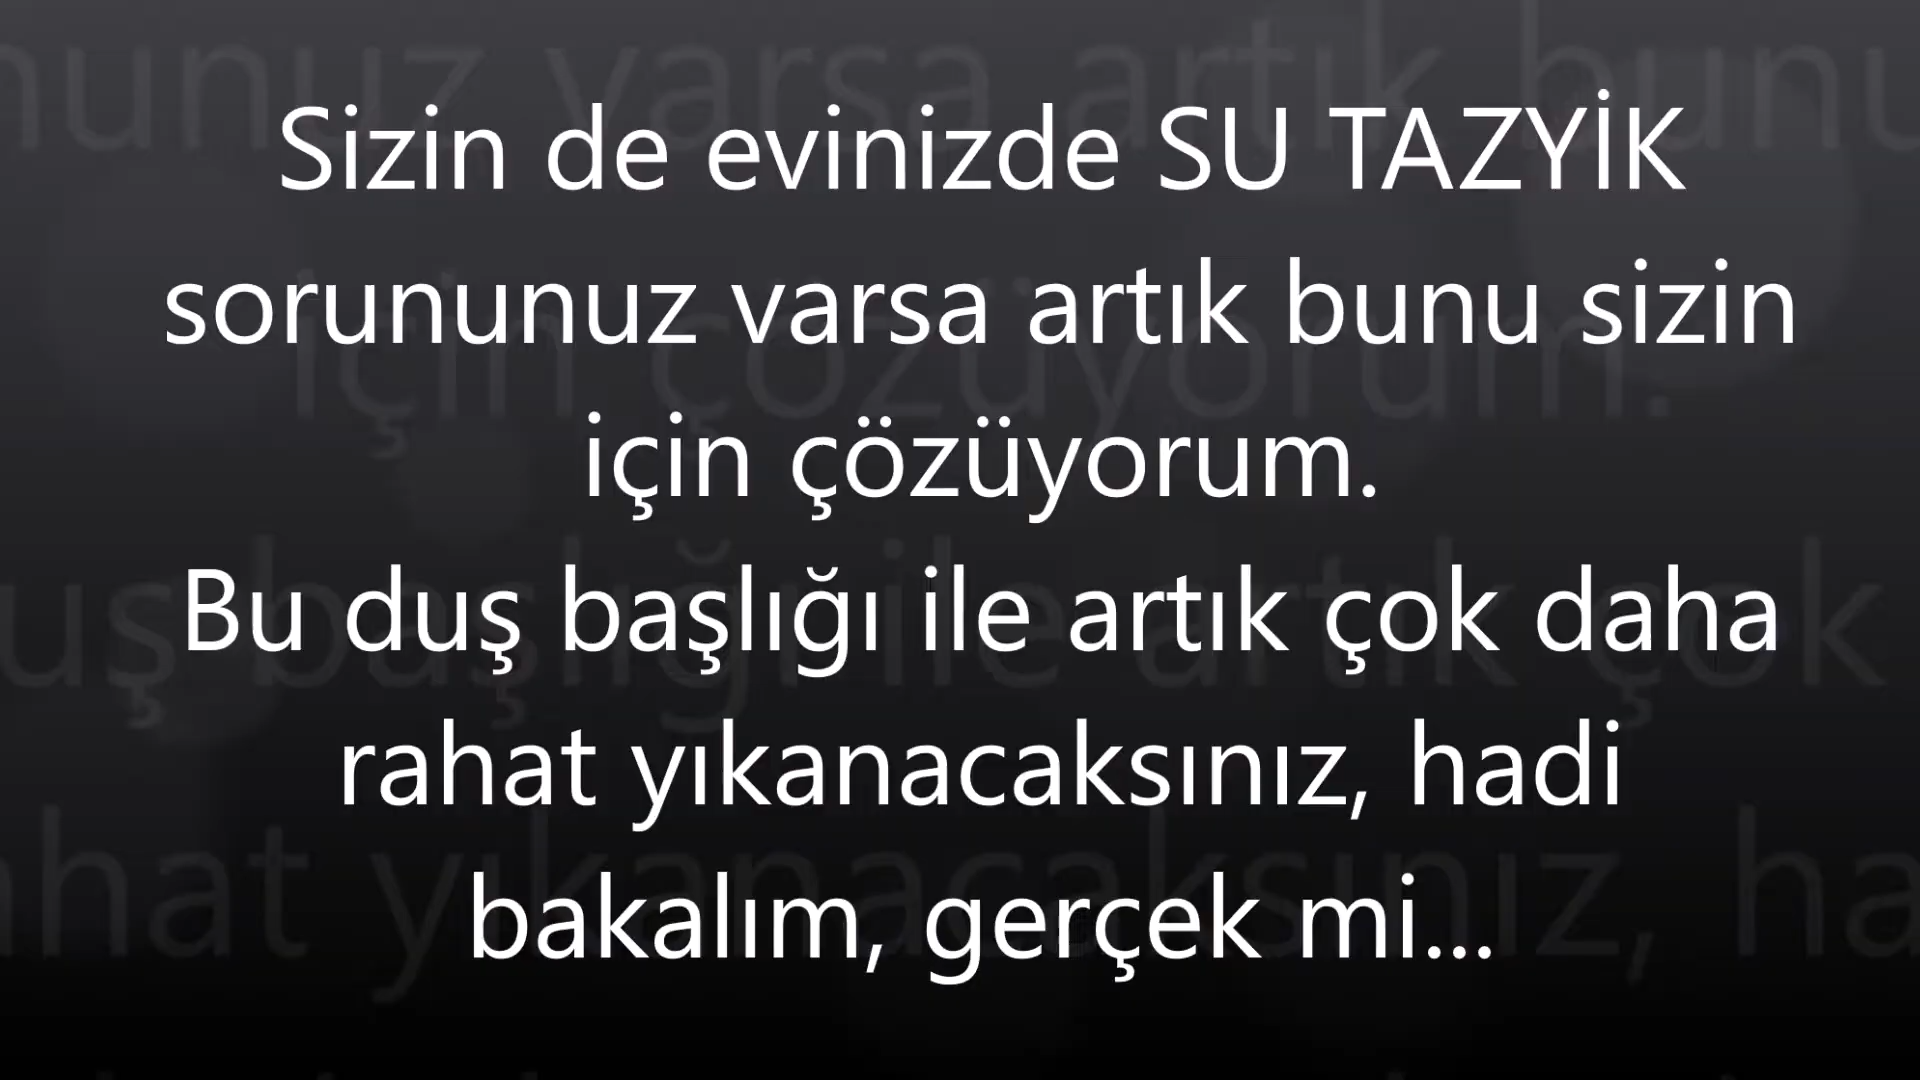 Sizin de evinizde SU TAZYİK
sorununuz varsa artık bunu sizin
için çözüyorum.
Bu duş başlığı ile artık çok daha
rahat yıkanacaksınız, hadi
bakalım, gerçek mi...